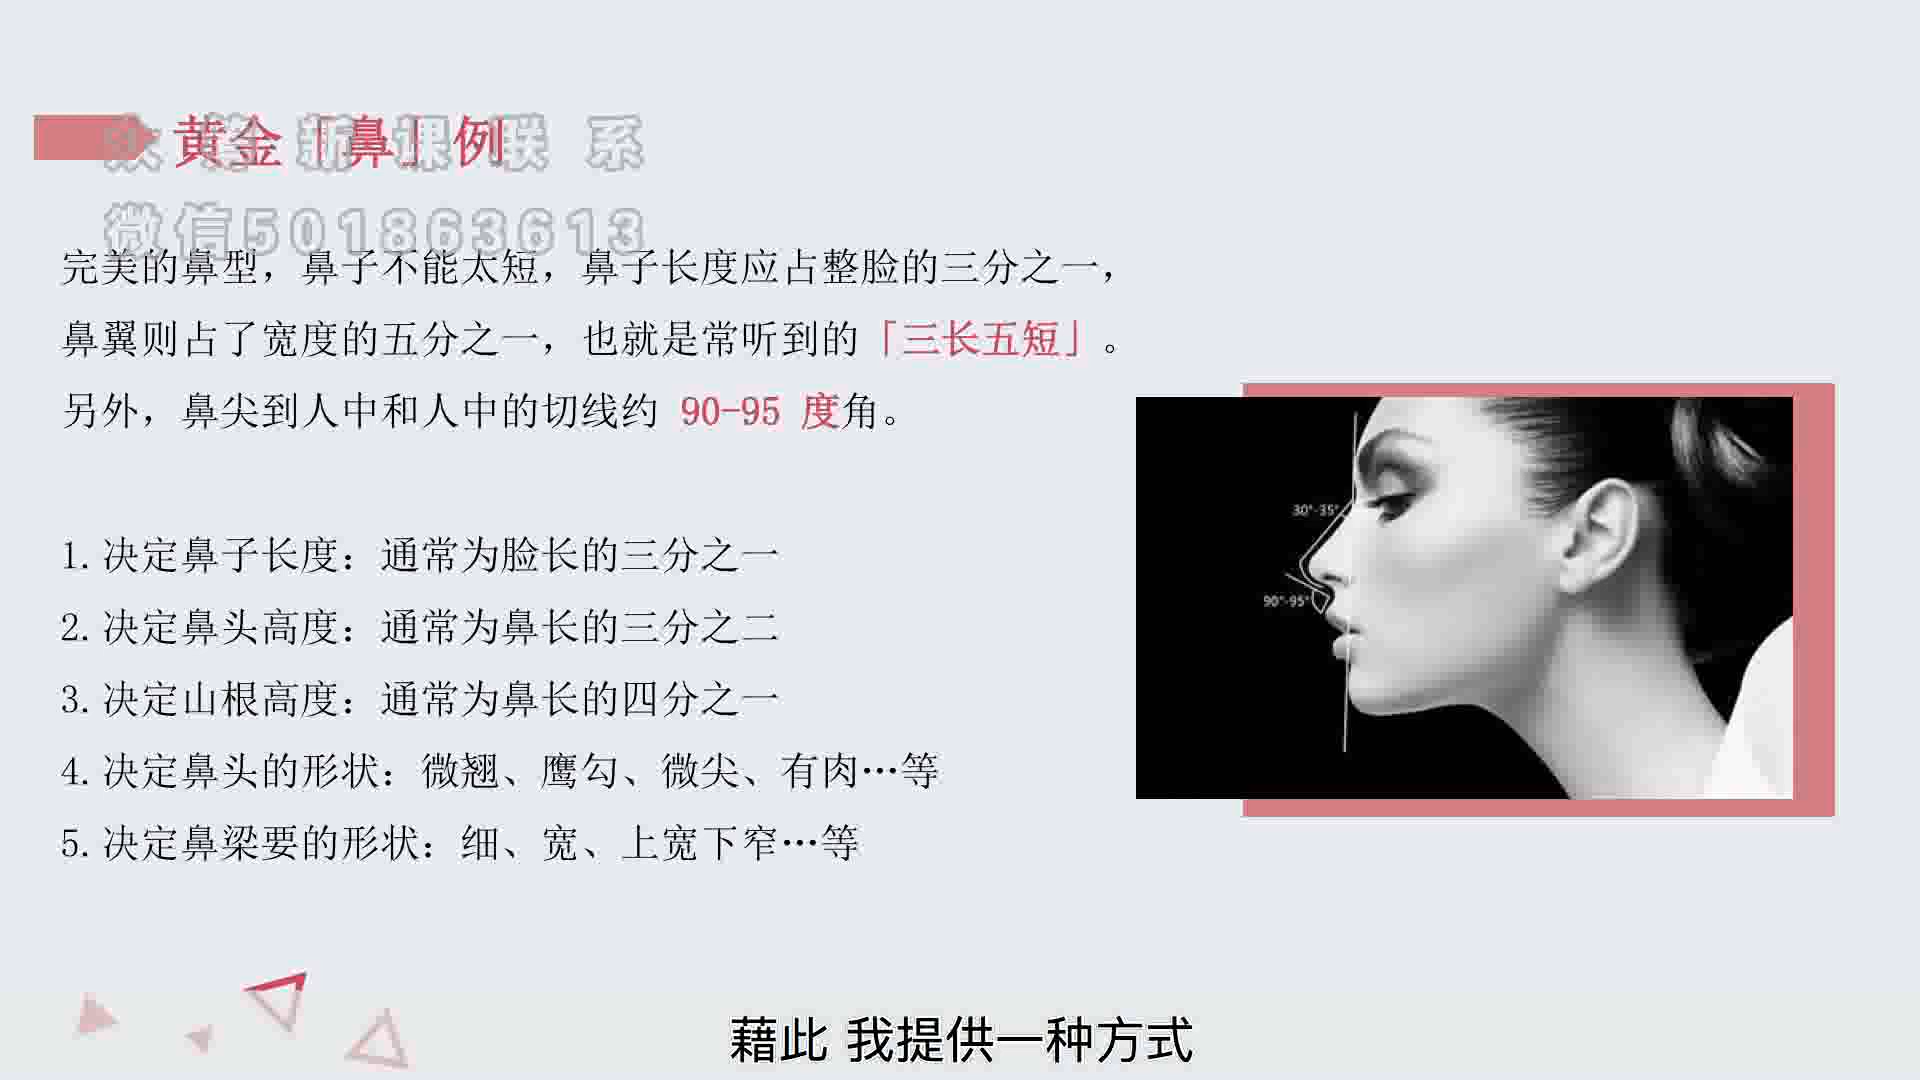 黄金「鼻」例
新课联系
微信501863613
完美的鼻型，鼻子不能太短，鼻子长度应占整脸的三分之一，
鼻翼则占了宽度的五分之一，也就是常听到的「三长五短」。
另外，鼻尖到人中和人中的切线约 90-95 度角。
1. 决定鼻子长度：通常为脸长的三分之一
2. 决定鼻头高度：通常为鼻长的三分之二
3. 决定山根高度：通常为鼻长的四分之一
4. 决定鼻头的形状：微翘、鹰勾、微尖、有肉…等
5. 决定鼻梁要的形状：细、宽、上宽下窄…等
30°-35°
90°-95°
藉此 我提供一种方式